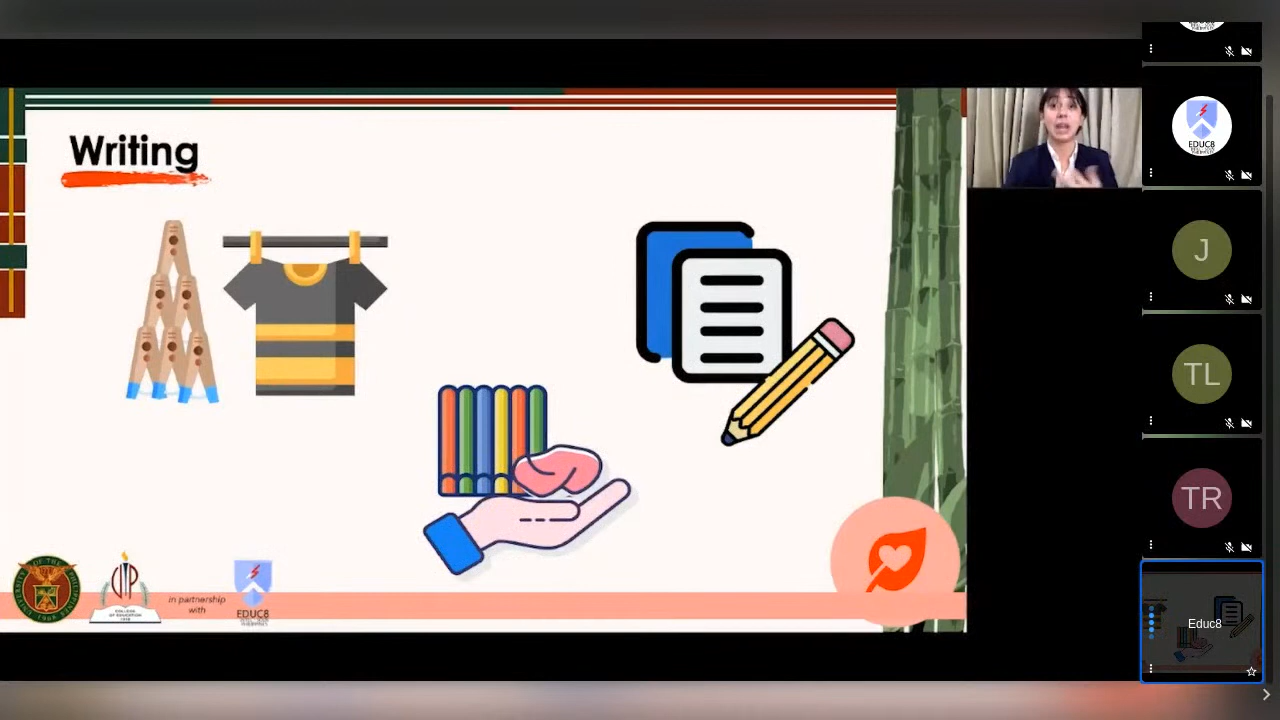 Writing
in partnership
with
EDUC8
EDUC8
J
TL
TR
Educ8